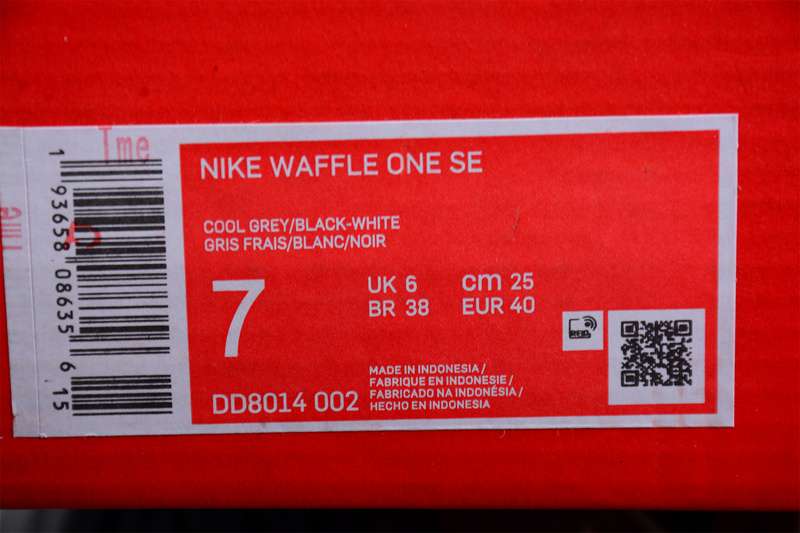 NIKE WAFFLE ONE SE
COOL GREY/BLACK-WHITE
GRIS FRAIS/BLANC/NOIR
7
UK 6 cm 25
BR 38 EUR 40
DD8014 002
MADE IN INDONESIA/
FABRIQUE EN INDONESIE/
FABRICADO NA INDONÉSIA/
HECHO EN INDONESIA
RFID
1 93658 08635 6 15
Tme